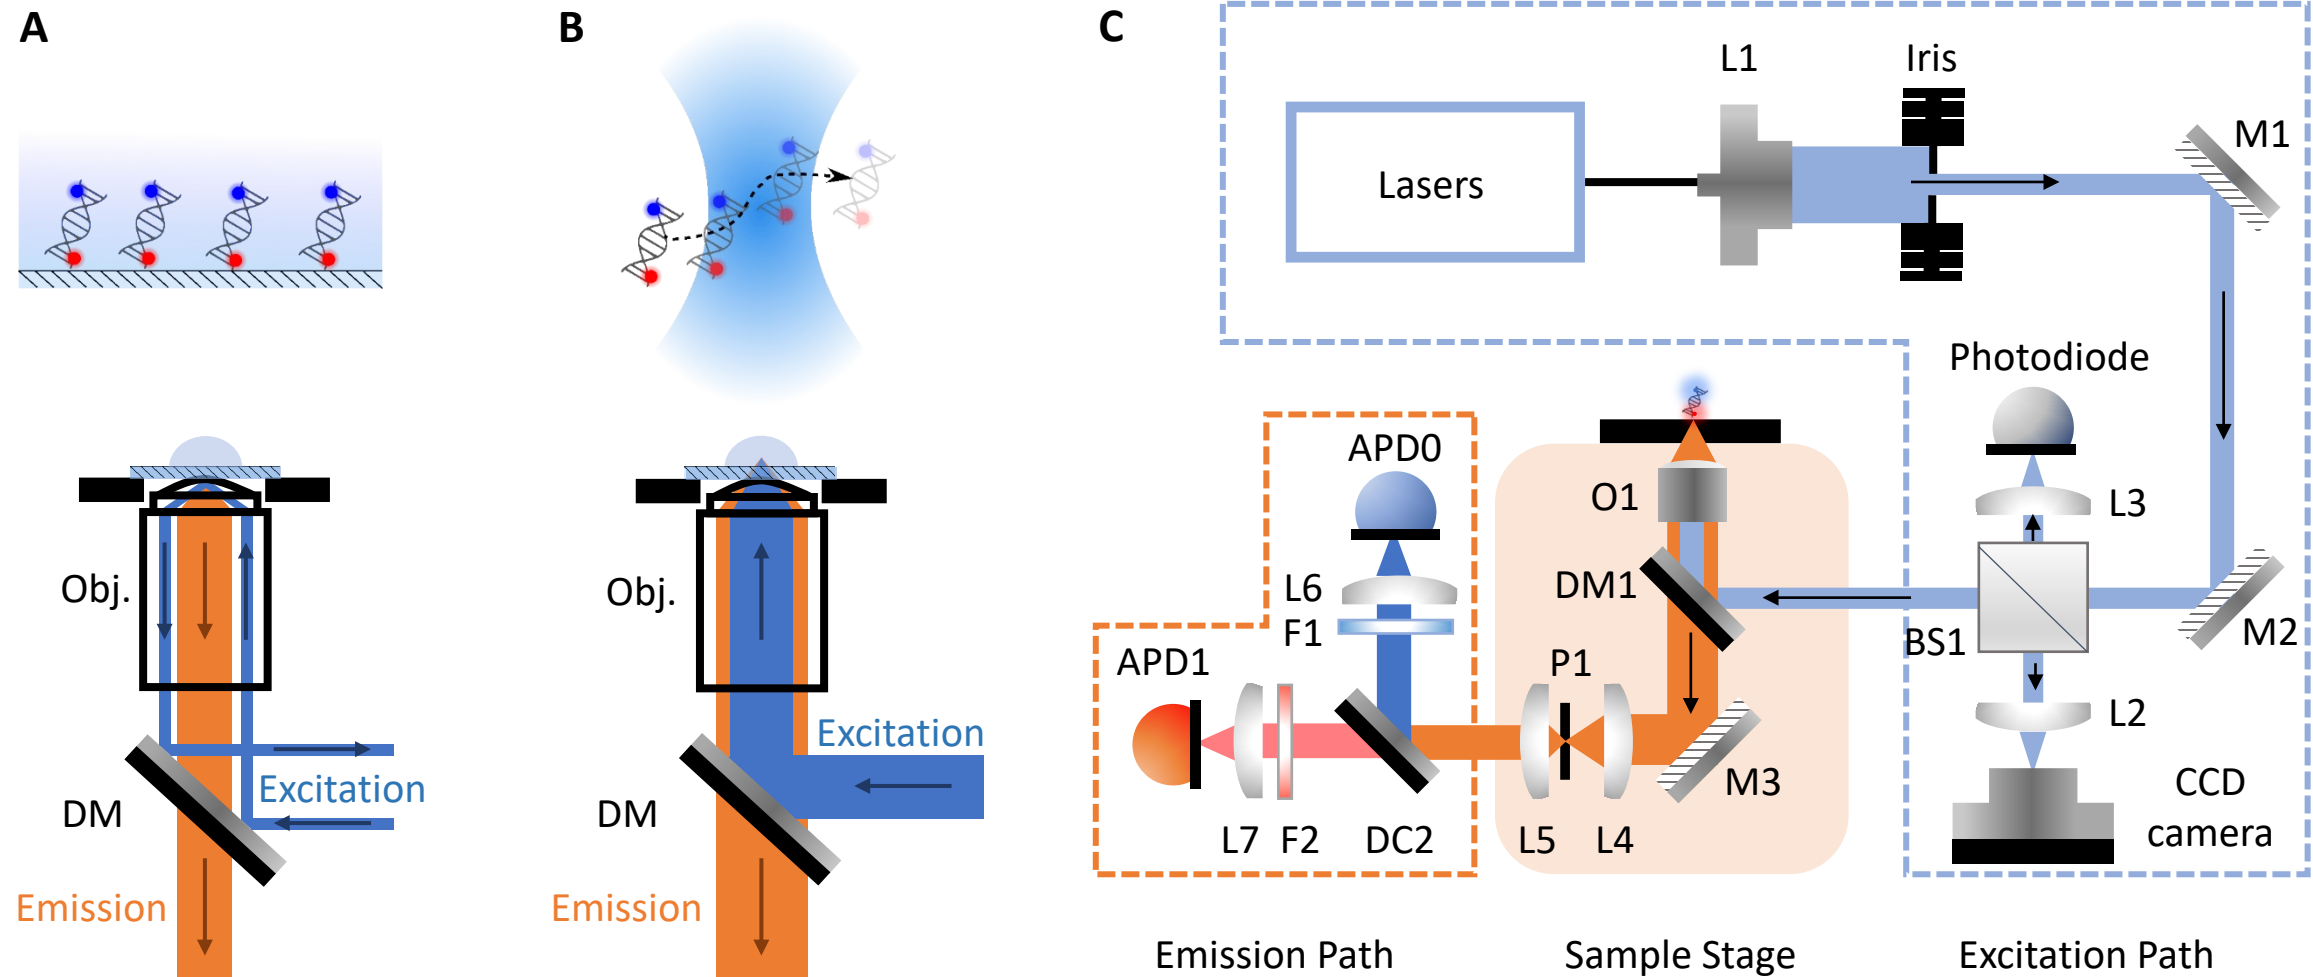 A
Obj.
DM
Excitation
Emission
B
Obj.
Excitation
DM
Emission
C
L1
Iris
Lasers
M1
Photodiode
L3
BS1
M2
L2
CCD
camera
APD0
L6
F1
APD1
L7
F2
DC2
O1
DM1
P1
L5
L4
M3
Emission Path
Sample Stage
Excitation Path